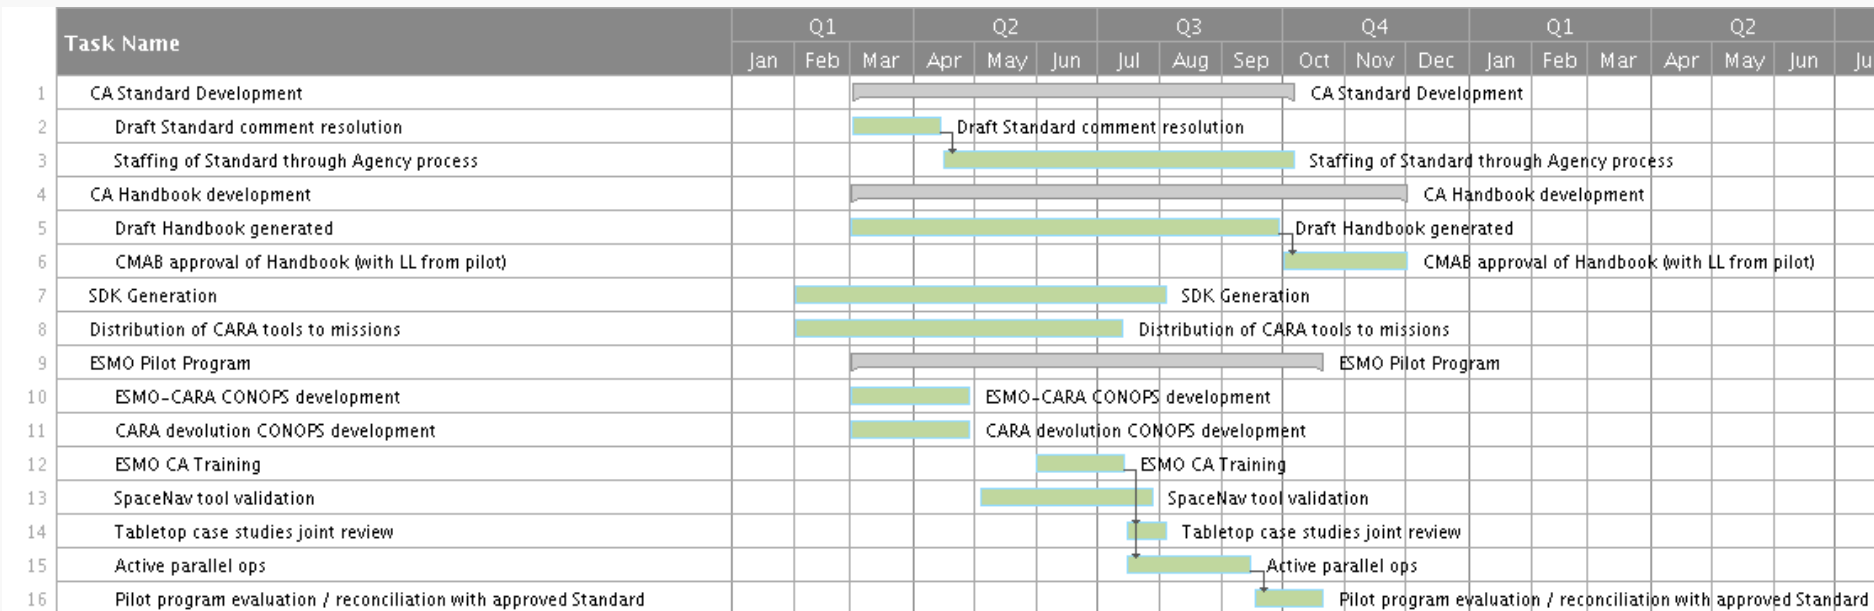 Task Name
Q1 Q2 Q3 Q4 Q1 Q2
Jan Feb Mar Apr May Jun Jul Aug Sep Oct Nov Dec Jan Feb Mar Apr May Jun Ju
1 CA Standard Development CA Standard Development
2 Draft Standard comment resolution Draft Standard comment resolution
3 Staffing of Standard through Agency process Staffing of Standard through Agency process
4 CA Handbook development CA Handbook development
5 Draft Handbook generated Draft Handbook generated
6 CMAB approval of Handbook (with LL from pilot) CMAB approval of Handbook (with LL from pilot)
7 SDK Generation SDK Generation
8 Distribution of CARA tools to missions Distribution of CARA tools to missions
9 ESMO Pilot Program ESMO Pilot Program
10 ESMO-CARA CONOPS development ESMO-CARA CONOPS development
11 CARA devolution CONOPS development CARA devolution CONOPS development
12 ESMO CA Training ESMO CA Training
13 SpaceNav tool validation SpaceNav tool validation
14 Tabletop case studies joint review Tabletop case studies joint review
15 Active parallel ops Active parallel ops
16 Pilot program evaluation / reconciliation with approved Standard Pilot program evaluation / reconciliation with approved Standard